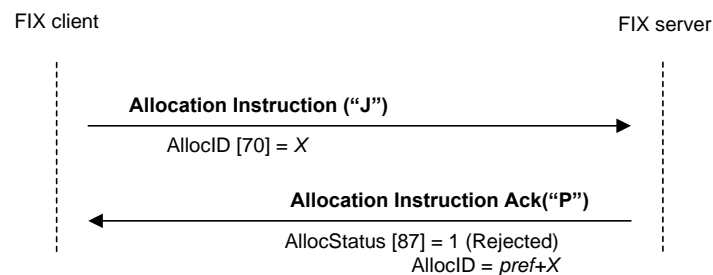 FIX client
FIX server
Allocation Instruction (“J”)
AllocID [70] = X
Allocation Instruction Ack(“P”)
AllocStatus [87] = 1 (Rejected)
AllocID = pref+X